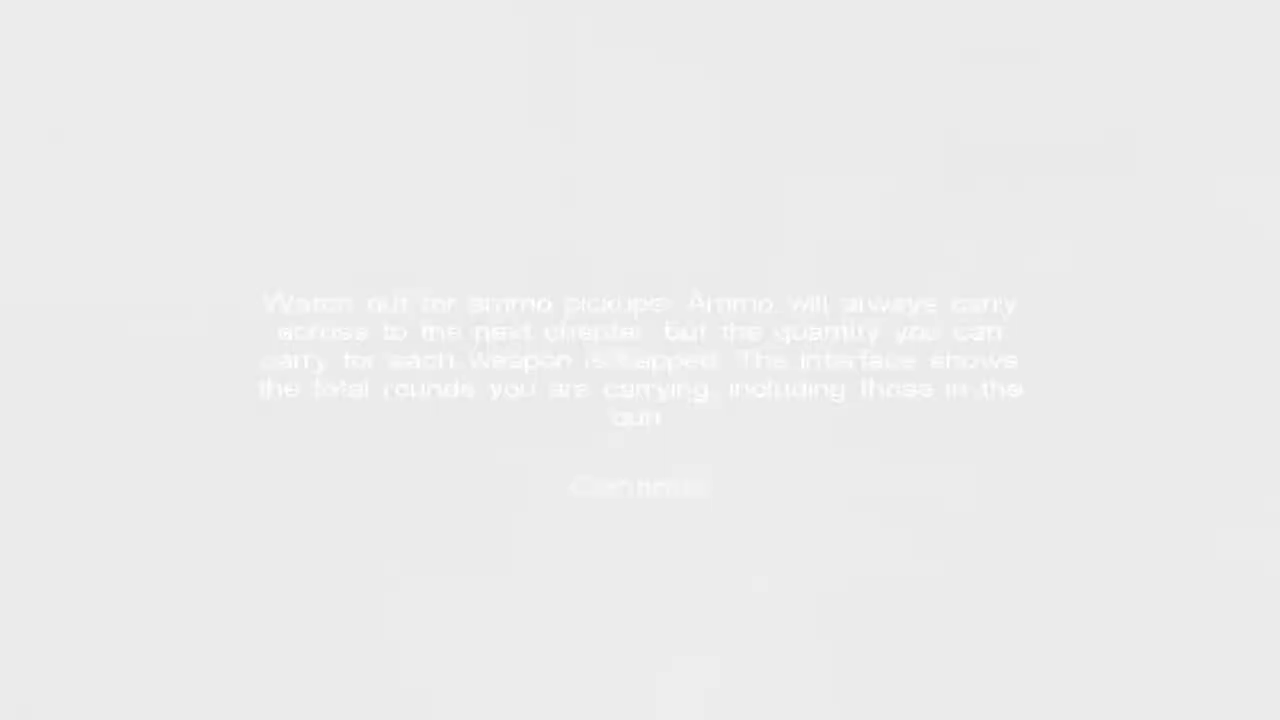 Watch out for ammo pickups. Ammo will always carry
across to the next chapter, but the quantity you can
carry for each weapon is capped. The interface shows
the total rounds you are carrying, including those in the
gun.
Continue